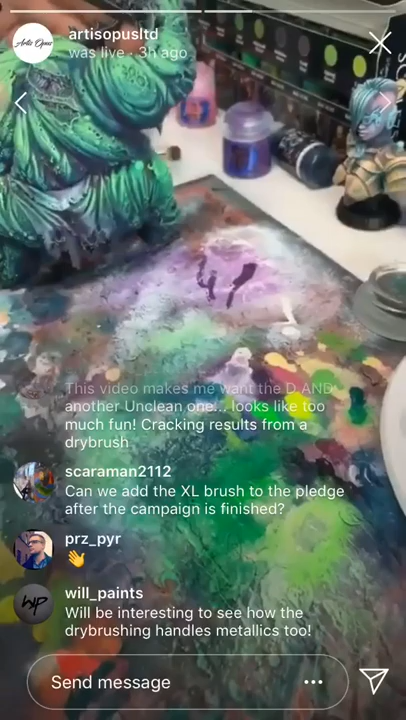 Artis Opus
artisopusltd
was live · 3h ago
This video makes me want the D AND
another Unclean one... looks like too
much fun! Cracking results from a
drybrush
scaraman2112
Can we add the XL brush to the pledge
after the campaign is finished?
prz_pyr
👋
will_paints
Will be interesting to see how the
drybrushing handles metallics too!
Send message